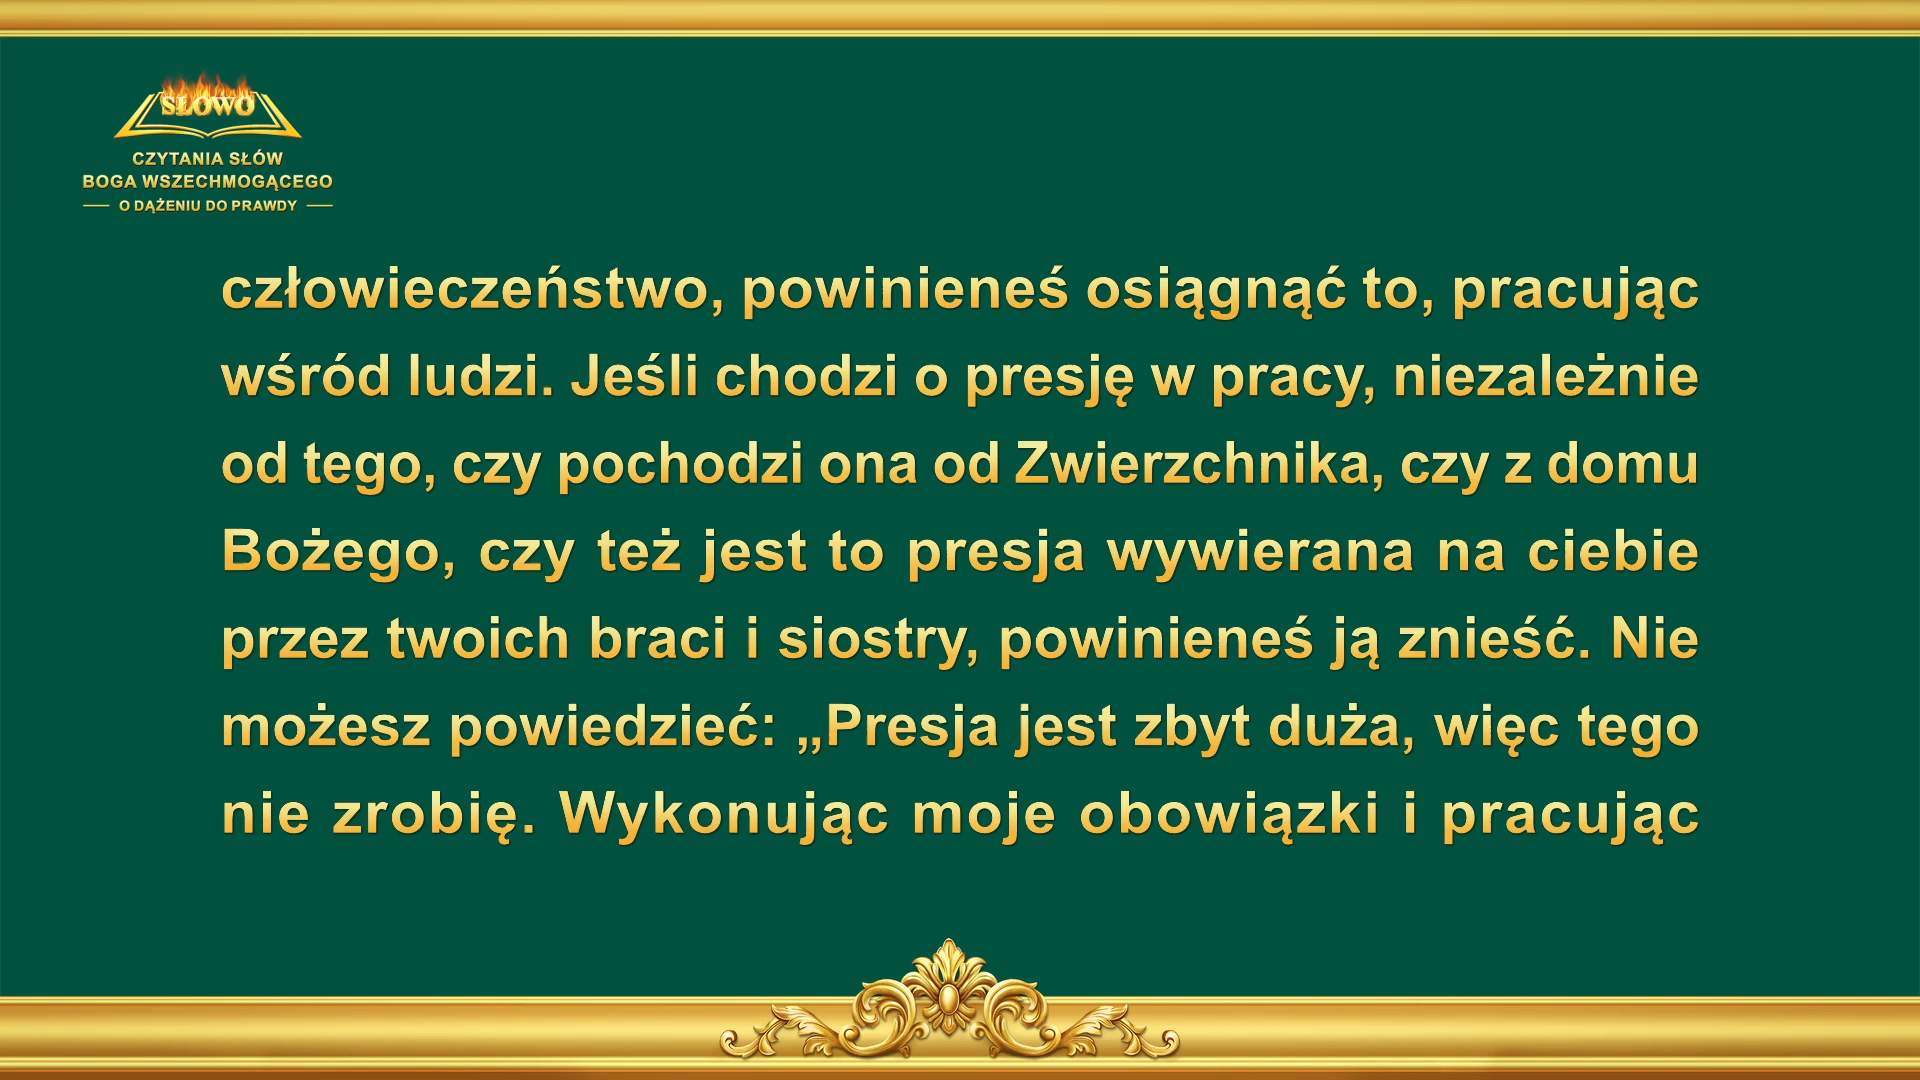 SŁOWO
CZYTANIA SŁÓW
BOGA WSZECHMOGĄCEGO
O DĄŻENIU DO PRAWDY
człowieczeństwo, powinieneś osiągnąć to, pracując
wśród ludzi. Jeśli chodzi o presję w pracy, niezależnie
od tego, czy pochodzi ona od Zwierzchnika, czy z domu
Bożego, czy też jest to presja wywierana na ciebie
przez twoich braci i siostry, powinieneś ją znieść. Nie
możesz powiedzieć: „Presja jest zbyt duża, więc tego
nie zrobię. Wykonując moje obowiązki i pracując